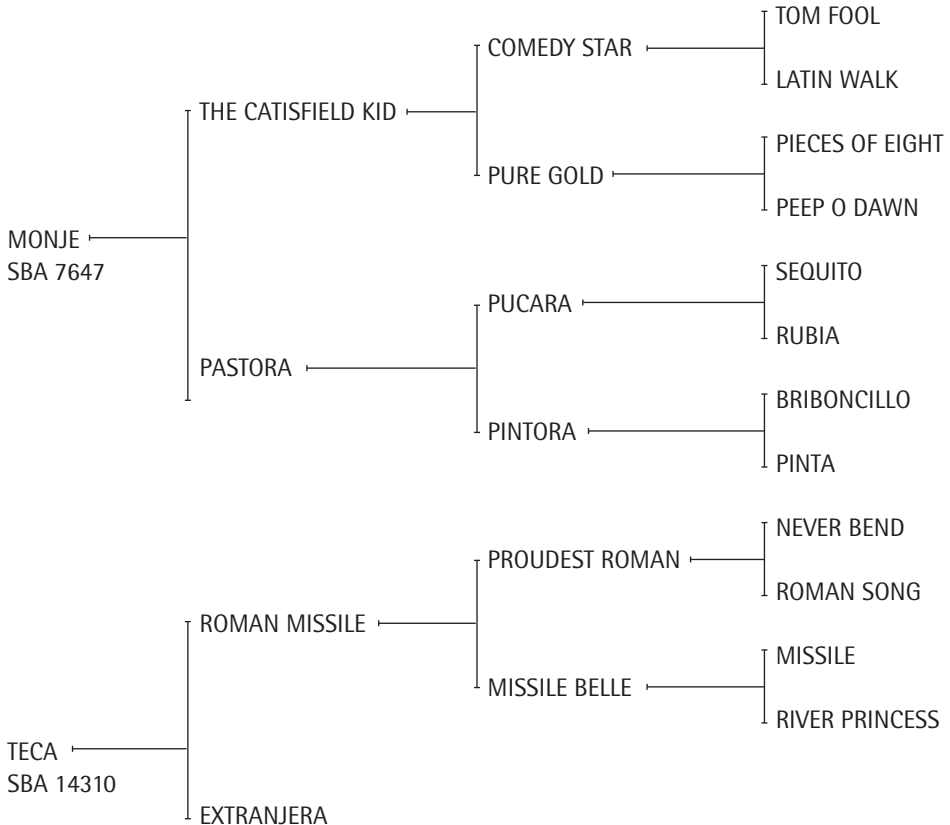 TOM FOOL
COMEDY STAR
LATIN WALK
THE CATISFIELD KID
PIECES OF EIGHT
PURE GOLD
PEEP O DAWN
MONJE
SBA 7647
SEQUITO
PUCARA
RUBIA
PASTORA
BRIBONCILLO
PINTORA
PINTA
NEVER BEND
PROUDEST ROMAN
ROMAN SONG
ROMAN MISSILE
MISSILE
MISSILE BELLE
RIVER PRINCESS
TECA
SBA 14310
EXTRANJERA